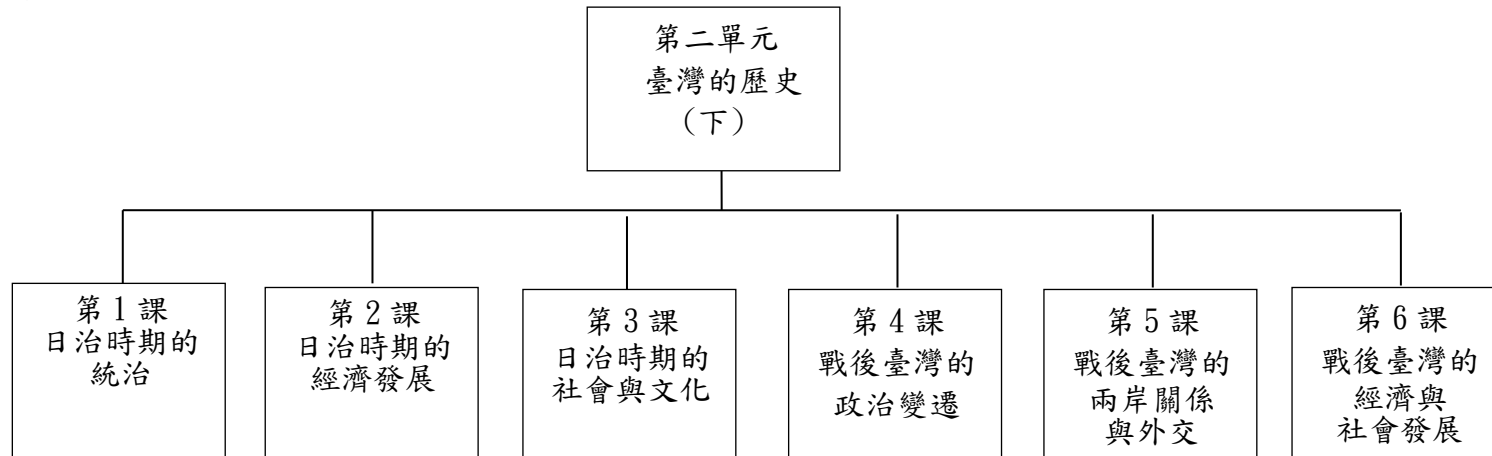 第二單元
臺灣的歷史
（下）
第 1 課
日治時期的
統治
第 2 課
日治時期的
經濟發展
第 3 課
日治時期的
社會與文化
第 4 課
戰後臺灣的
政治變遷
第 5 課
戰後臺灣的
兩岸關係
與外交
第 6 課
戰後臺灣的
經濟與
社會發展